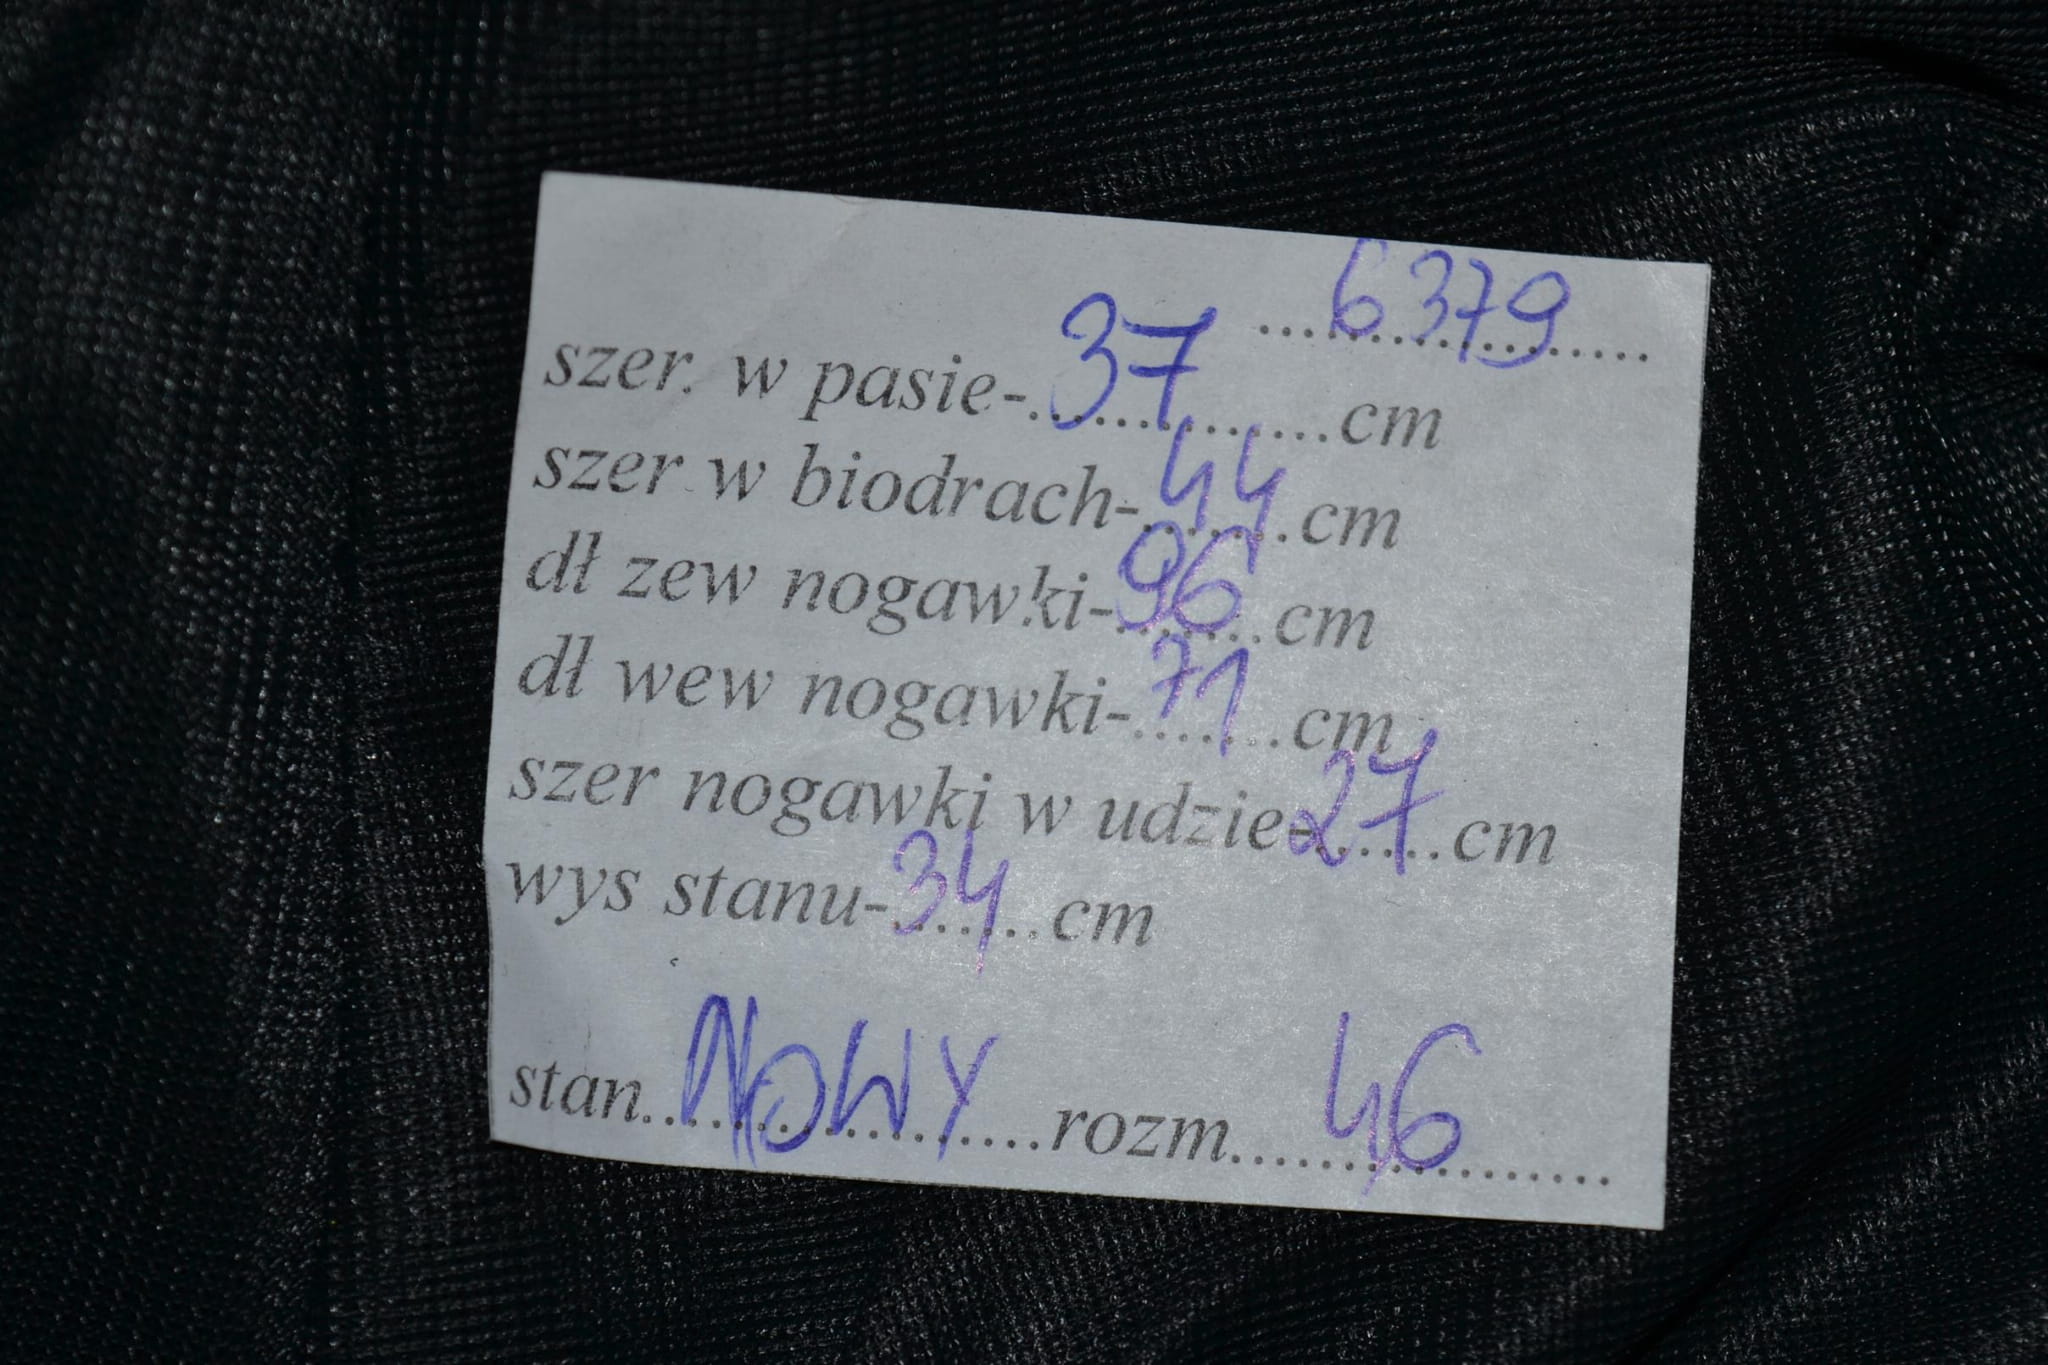 6379
szer. w pasie-.37..............cm
szer w biodrach-.44......cm
dł zew nogawki-96.......cm
dł wew nogawki-.71......cm
szer nogawki w udzie-27......cm
wys stanu-34.......cm
stan..NOWY..................rozm....46..............